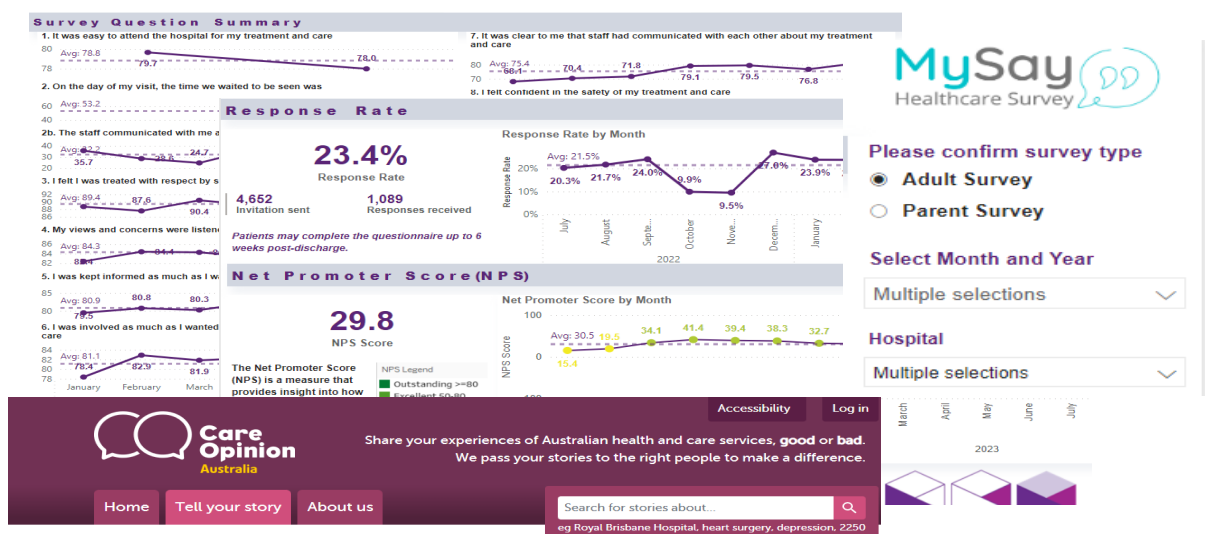 Survey Question Summary
1. It was easy to attend the hospital for my treatment and care
80
Avg: 78.8
79.7
78.0
78
2. On the day of my visit, the time we waited to be seen was
60
Avg: 53.2
40
2b. The staff communicated with me a
40
30
20
35.7
28.6
24.7
3. I felt I was treated with respect by s
92
90
88
86
Avg: 89.4
87.6
90.4
4. My views and concerns were listen
86
84
82
Avg: 84.3
84.4
5. I was kept informed as much as I wa
85
80
Avg: 80.9
79.5
80.8
80.3
6. I was involved as much as I wanted
care
84
82
80
78
Avg: 81.1
78.4
82.9
81.9
January
February
March
7. It was clear to me that staff had communicated with each other about my treatment
and care
80
70
Avg: 75.4
68.1
70.4
71.8
79.1
79.5
76.8
8. I felt confident in the safety of my treatment and care
Response Rate
23.4%
Response Rate
4,652
Invitation sent
1,089
Responses received
Patients may complete the questionnaire up to 6
weeks post-discharge.
Response Rate by Month
Response Rate
20%
10%
0%
Avg: 21.5%
20.3%
21.7%
24.0%
9.9%
9.5%
27.0%
23.9%
July
August
Septe...
October
Nove...
Decem...
January
2022
Net Promoter Score(NPS)
29.8
NPS Score
The Net Promoter Score
(NPS) is a measure that
provides insight into how
NPS Legend
Outstanding >=80
Excellent 50-80
Net Promoter Score by Month
NPS Score
100
0
-100
Avg: 30.5
15.4
19.5
34.1
41.4
39.4
38.3
32.7
MySay
Healthcare Survey
Please confirm survey type
Adult Survey
Parent Survey
Select Month and Year
Multiple selections
Hospital
Multiple selections
March
April
May
June
July
2023
Care
Opinion
Australia
Accessibility
Log in
Share your experiences of Australian health and care services, good or bad.
We pass your stories to the right people to make a difference.
Home
Tell your story
About us
Search for stories about...
eg Royal Brisbane Hospital, heart surgery, depression, 2250